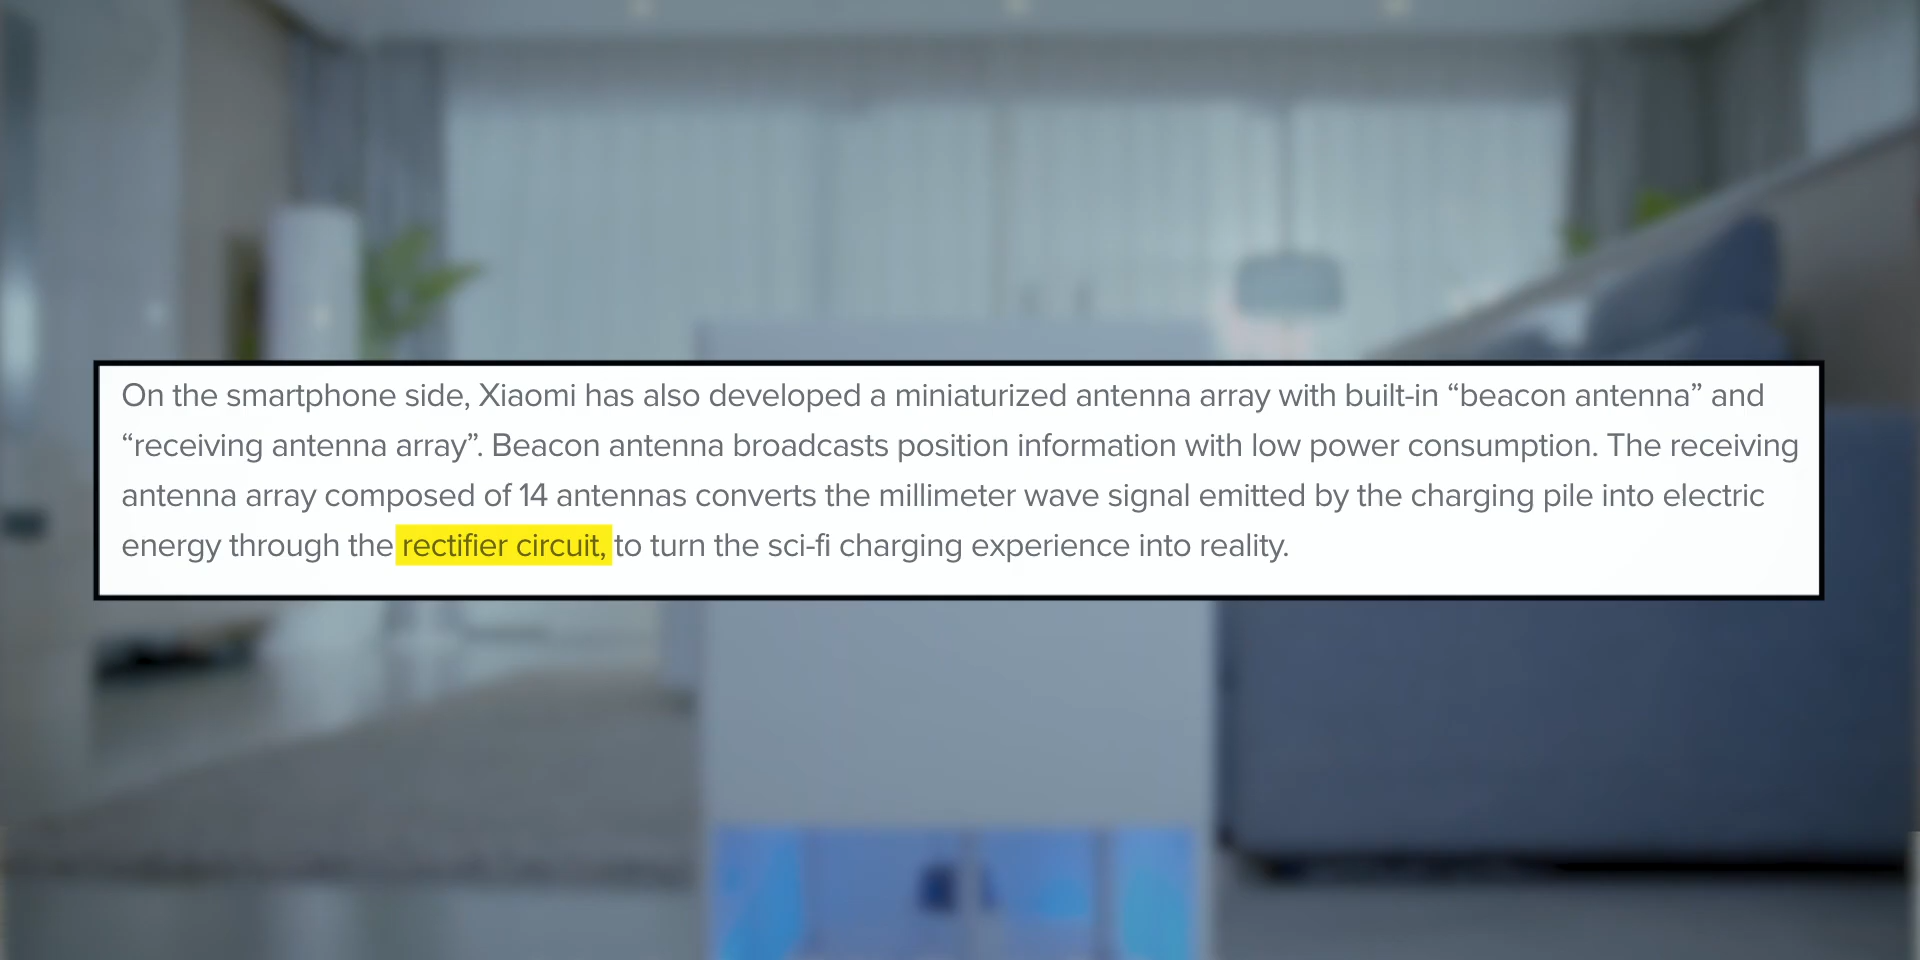 On the smartphone side, Xiaomi has also developed a miniaturized antenna array with built-in “beacon antenna” and
“receiving antenna array”. Beacon antenna broadcasts position information with low power consumption. The receiving
antenna array composed of 14 antennas converts the millimeter wave signal emitted by the charging pile into electric
energy through the rectifier circuit, to turn the sci-fi charging experience into reality.